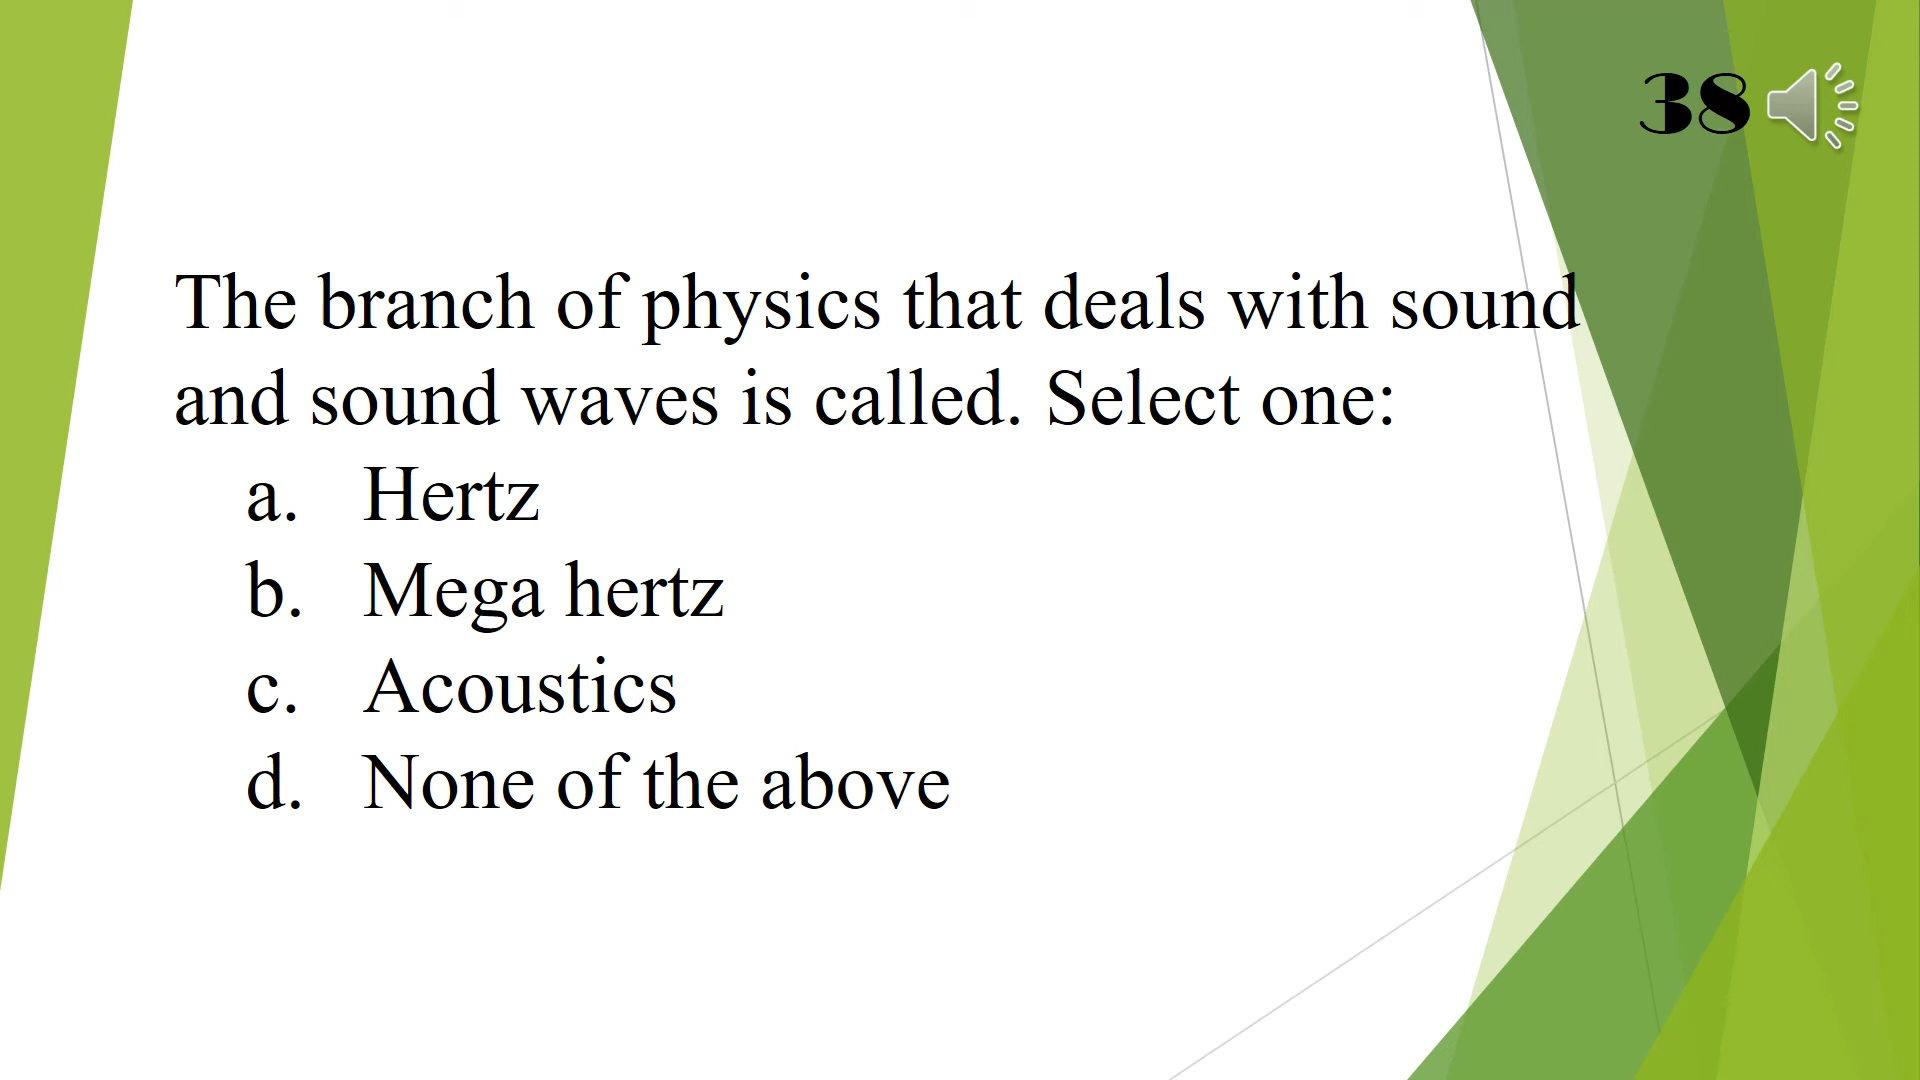 38
The branch of physics that deals with sound
and sound waves is called. Select one:
a. Hertz
b. Mega hertz
c. Acoustics
d. None of the above